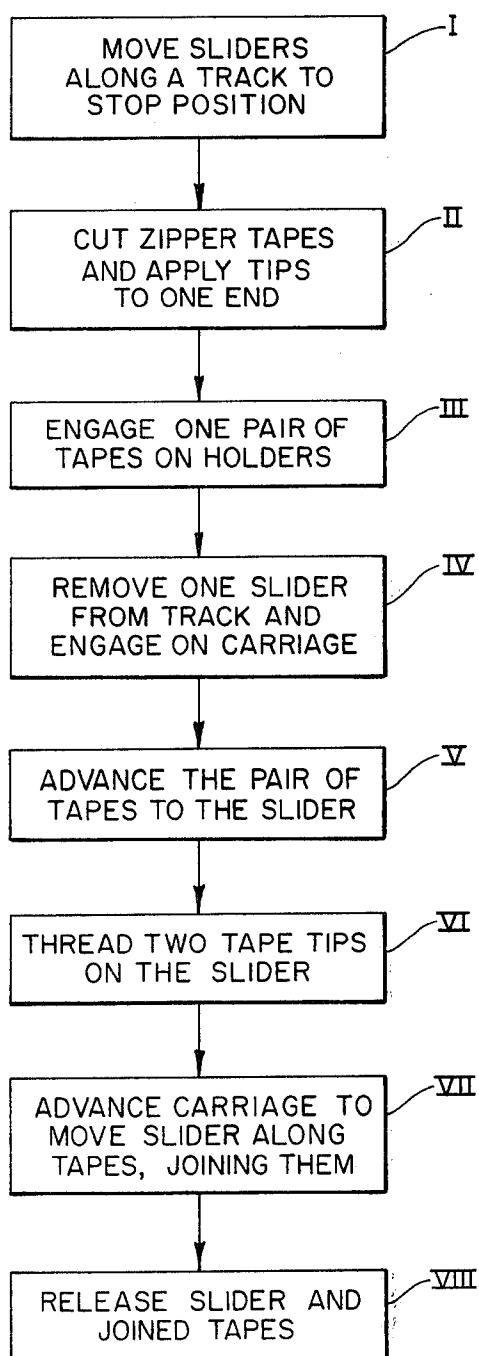 I
MOVE SLIDERS
ALONG A TRACK TO
STOP POSITION
II
CUT ZIPPER TAPES
AND APPLY TIPS
TO ONE END
III
ENGAGE ONE PAIR OF
TAPES ON HOLDERS
IV
REMOVE ONE SLIDER
FROM TRACK AND
ENGAGE ON CARRIAGE
V
ADVANCE THE PAIR OF
TAPES TO THE SLIDER
VI
THREAD TWO TAPE TIPS
ON THE SLIDER
VII
ADVANCE CARRIAGE TO
MOVE SLIDER ALONG
TAPES, JOINING THEM
VIII
RELEASE SLIDER AND
JOINED TAPES